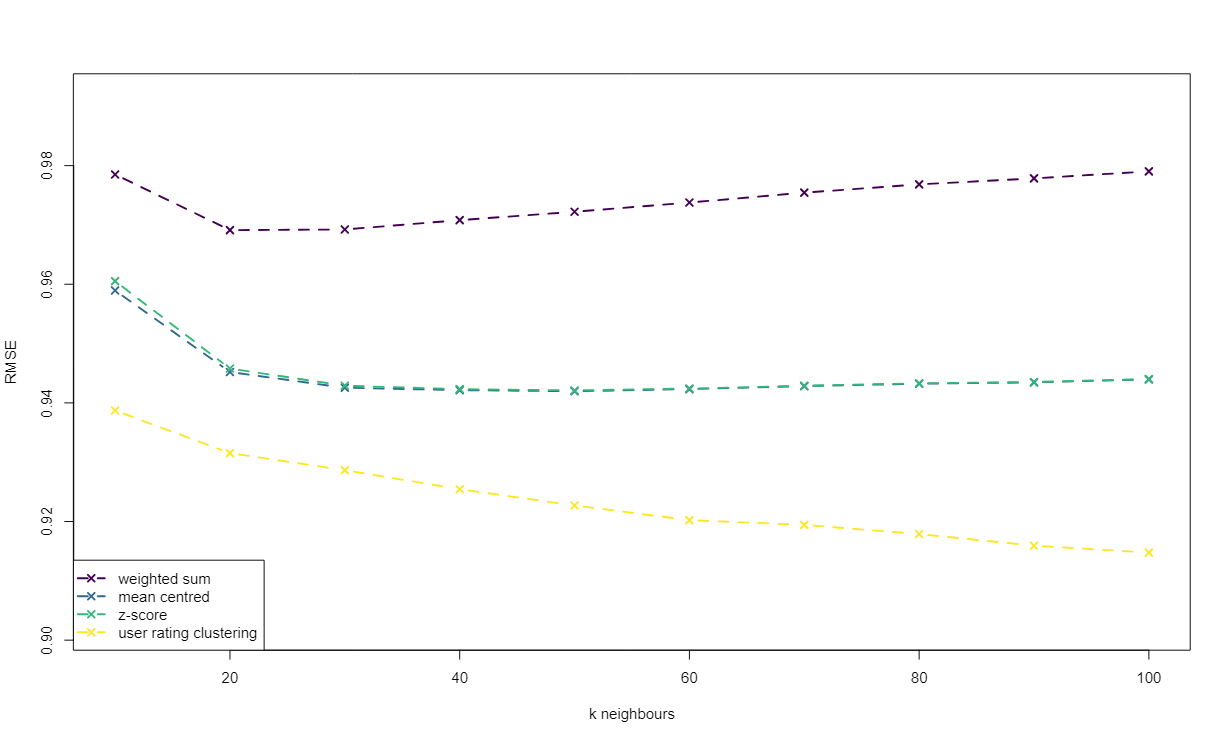 0.98
0.96
0.94
0.92
0.90
RMSE
weighted sum
mean centred
z-score
user rating clustering
20 40 60 80 100
k neighbours